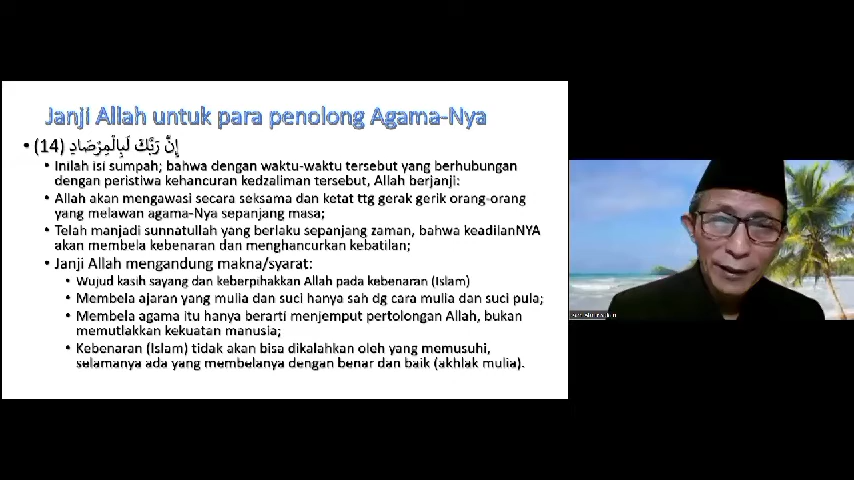 Janji Allah untuk para penolong Agama-Nya
• إِنَّ رَبَّكَ لَبِالْمِرْصَادِ (14)
• Inilah isi sumpah; bahwa dengan waktu-waktu tersebut yang berhubungan
dengan peristiwa kehancuran kedzaliman tersebut, Allah berjanji:
• Allah akan mengawasi secara seksama dan ketat ttg gerak gerik orang-orang
yang melawan agama-Nya sepanjang masa;
• Telah manjadi sunnatullah yang berlaku sepanjang zaman, bahwa keadilanNYA
akan membela kebenaran dan menghancurkan kebatilan;
• Janji Allah mengandung makna/syarat:
• Wujud kasih sayang dan keberpihakkan Allah pada kebenaran (Islam)
• Membela ajaran yang mulia dan suci hanya sah dg cara mulia dan suci pula;
• Membela agama itu hanya berarti menjemput pertolongan Allah, bukan
memutlakkan kekuatan manusia;
• Kebenaran (Islam) tidak akan bisa dikalahkan oleh yang memusuhi,
selamanya ada yang membelanya dengan benar dan baik (akhlak mulia).